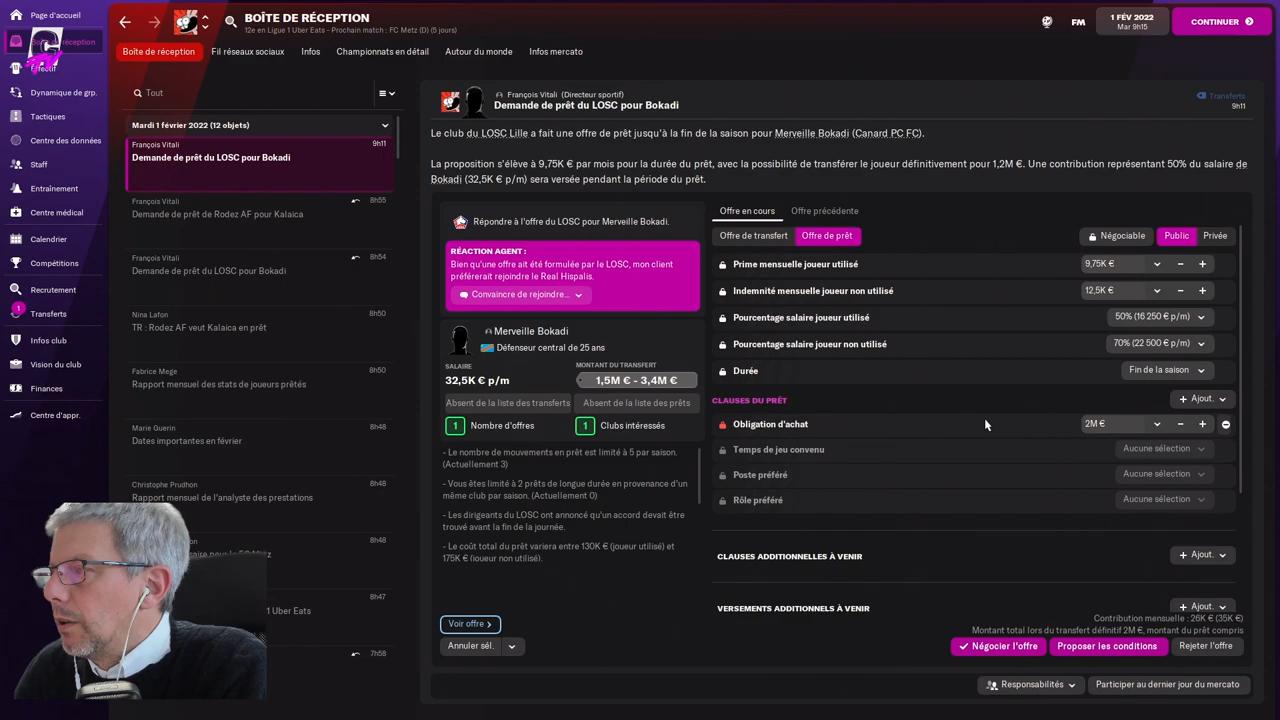 Page d'accueil
BOÎTE DE RÉCEPTION
12e en Ligue 1 Uber Eats - Prochain match : FC Metz (D) (5 jours)
FM
1 FÉV 2022
Mar 9h15
CONTINUER
Boîte de réception
Fil réseaux sociaux
Infos
Championnats en détail
Autour du monde
Infos mercato
Effectif
Dynamique de grp.
Tactiques
Centre des données
Staff
Entraînement
Centre médical
Calendrier
Compétitions
Recrutement
1
Transferts
Infos club
Vision du club
Finances
Centre d'appr.
Tout
Mardi 1 février 2022 (12 objets)
François Vitali
9h11
Demande de prêt du LOSC pour Bokadi
François Vitali
8h55
Demande de prêt de Rodez AF pour Kalaica
François Vitali
8h54
Demande de prêt du LOSC pour Bokadi
Nina Lafon
8h50
TR : Rodez AF veut Kalaica en prêt
Fabrice Mege
8h50
Rapport mensuel des stats de joueurs prêtés
Marie Guerin
8h48
Dates importantes en février
Christophe Prudhon
8h48
Rapport mensuel de l'analyse des prestations
8h48
8h47
1 Uber Eats
7h58
François Vitali (Directeur sportif)
Demande de prêt du LOSC pour Bokadi
Transferts
9h11
Le club du LOSC Lille a fait une offre de prêt jusqu'à la fin de la saison pour Merveille Bokadi (Canard PC FC).
La proposition s'élève à 9,75K € par mois pour la durée du prêt, avec la possibilité de transférer le joueur définitivement pour 1,2M €. Une contribution représentant 50% du salaire de
Bokadi (32,5K € p/m) sera versée pendant la période du prêt.
Répondre à l'offre du LOSC pour Merveille Bokadi.
RÉACTION AGENT :
Bien qu'une offre ait été formulée par le LOSC, mon client
préférerait rejoindre le Real Hispalis.
Convaincre de rejoindre...
Merveille Bokadi
Défenseur central de 25 ans
SALAIRE
MONTANT DU TRANSFERT
32,5K € p/m
1,5M € - 3,4M €
Absent de la liste des transferts
Absent de la liste des prêts
1
Nombre d'offres
1
Clubs intéressés
- Le nombre de mouvements en prêt est limité à 5 par saison.
(Actuellement 3)
- Vous êtes limité à 2 prêts de longue durée en provenance d'un
même club par saison. (Actuellement 0)
- Les dirigeants du LOSC ont annoncé qu'un accord devait être
trouvé avant la fin de la journée.
- Le coût total du prêt variera entre 130K € (joueur utilisé) et
175K € (joueur non utilisé).
Voir offre
Annuler sél.
Offre en cours
Offre précédente
Offre de transfert
Offre de prêt
Négociable
Public
Privée
Prime mensuelle joueur utilisé
9,75K €
Indemnité mensuelle joueur non utilisé
12,5K €
Pourcentage salaire joueur utilisé
50% (16 250 € p/m)
Pourcentage salaire joueur non utilisé
70% (22 500 € p/m)
Durée
Fin de la saison
CLAUSES DU PRÊT
Ajout.
Obligation d'achat
2M €
Temps de jeu convenu
Aucune sélection
Poste préféré
Aucune sélection
Rôle préféré
Aucune sélection
CLAUSES ADDITIONNELLES À VENIR
Ajout.
VERSEMENTS ADDITIONNELS À VENIR
Ajout.
Contribution mensuelle : 26K € (35K €)
Montant total lors du transfert définitif 2M €, montant du prêt compris
Négocier l'offre
Proposer les conditions
Rejeter l'offre
Responsabilités
Participer au dernier jour du mercato